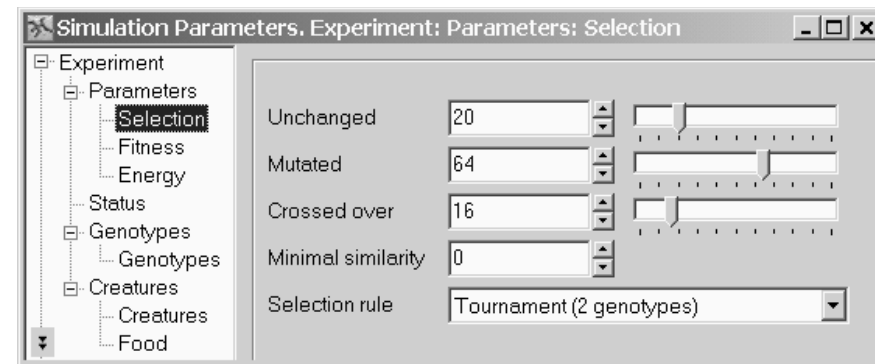 Simulation Parameters. Experiment: Parameters: Selection
Experiment
Parameters
Selection
Fitness
Energy
Status
Genotypes
Genotypes
Creatures
Creatures
Food
Unchanged 20
Mutated 64
Crossed over 16
Minimal similarity 0
Selection rule Tournament (2 genotypes)